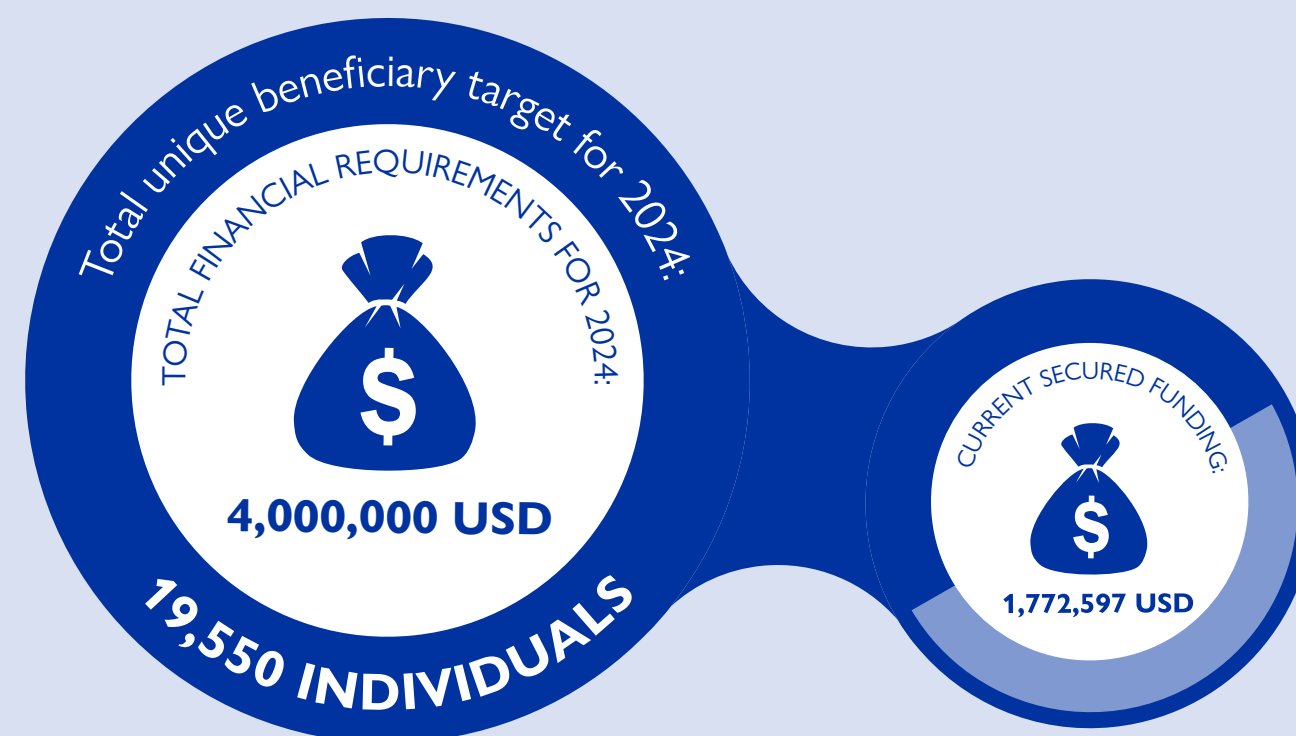 Total unique beneficiary target for 2024:
TOTAL FINANCIAL REQUIREMENTS FOR 2024:
$
4,000,000 USD
19,550 INDIVIDUALS
CURRENT SECURED FUNDING:
$
1,772,597 USD